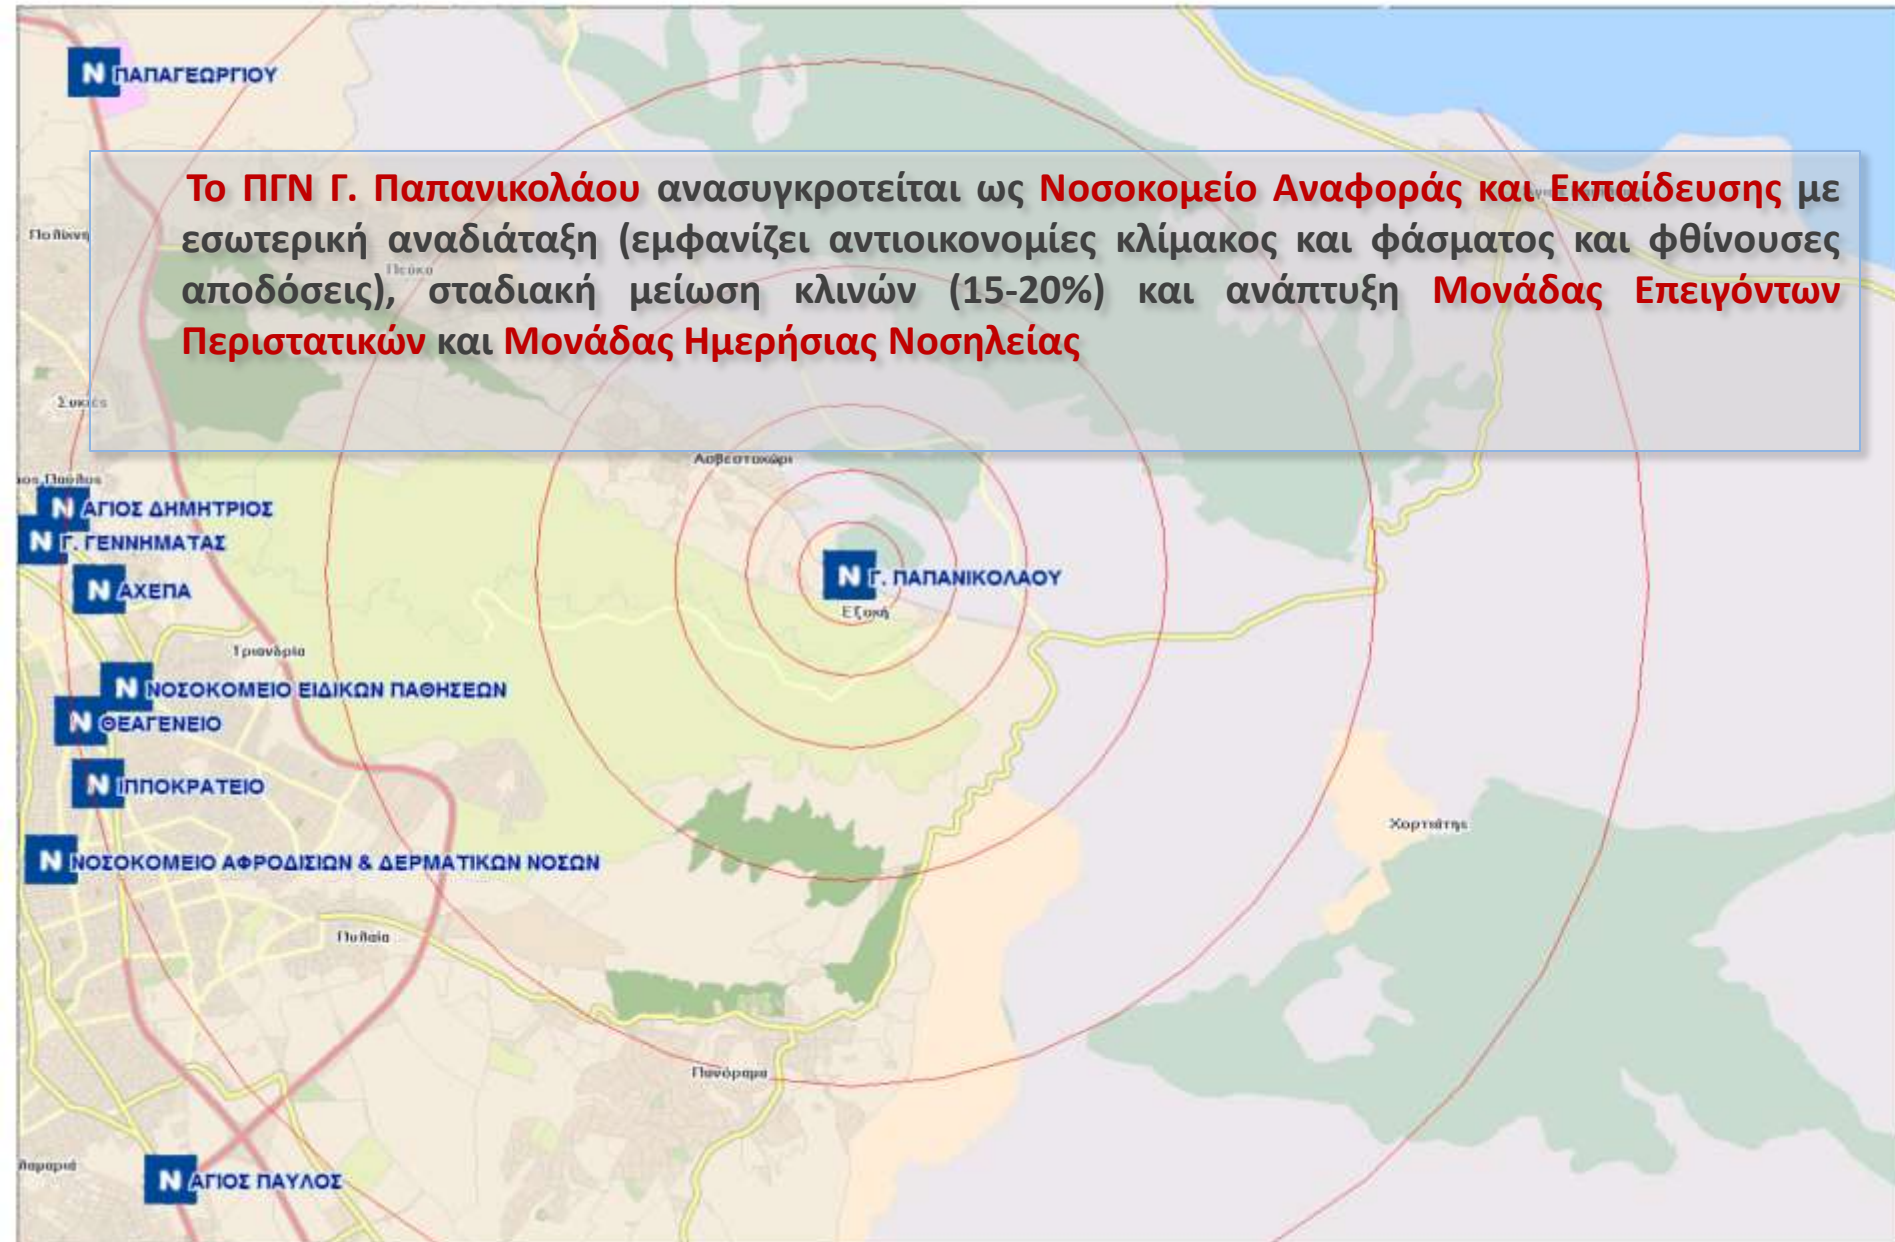 ΠΑΠΑΓΕΩΡΓΙΟΥ
Το ΠΓΝ Γ. Παπανικολάου ανασυγκροτείται ως Νοσοκομείο Αναφοράς και Εκπαίδευσης με
εσωτερική αναδιάταξη (εμφανίζει αντιοικονομίες κλίμακος και φάσματος και φθίνουσες
αποδόσεις), σταδιακή μείωση κλινών (15-20%) και ανάπτυξη Μονάδας Επειγόντων
Περιστατικών και Μονάδας Ημερήσιας Νοσηλείας
Πολίχνη
Πεύκα
Συκιές
Ασβεστοχώρι
ιος Παύλος
N ΑΓΙΟΣ ΔΗΜΗΤΡΙΟΣ
N Γ. ΓΕΝΝΗΜΑΤΑΣ
N ΑΧΕΠΑ
N Γ. ΠΑΠΑΝΙΚΟΛΑΟΥ
Εξοχή
Τριανδρία
N ΝΟΣΟΚΟΜΕΙΟ ΕΙΔΙΚΩΝ ΠΑΘΗΣΕΩΝ
N ΘΕΑΓΕΝΕΙΟ
N ΙΠΠΟΚΡΑΤΕΙΟ
Χορτιάτης
N ΝΟΣΟΚΟΜΕΙΟ ΑΦΡΟΔΙΣΙΩΝ & ΔΕΡΜΑΤΙΚΩΝ ΝΟΣΩΝ
Πυλαία
Πανόραμα
λαμαριά
N ΑΓΙΟΣ ΠΑΥΛΟΣ